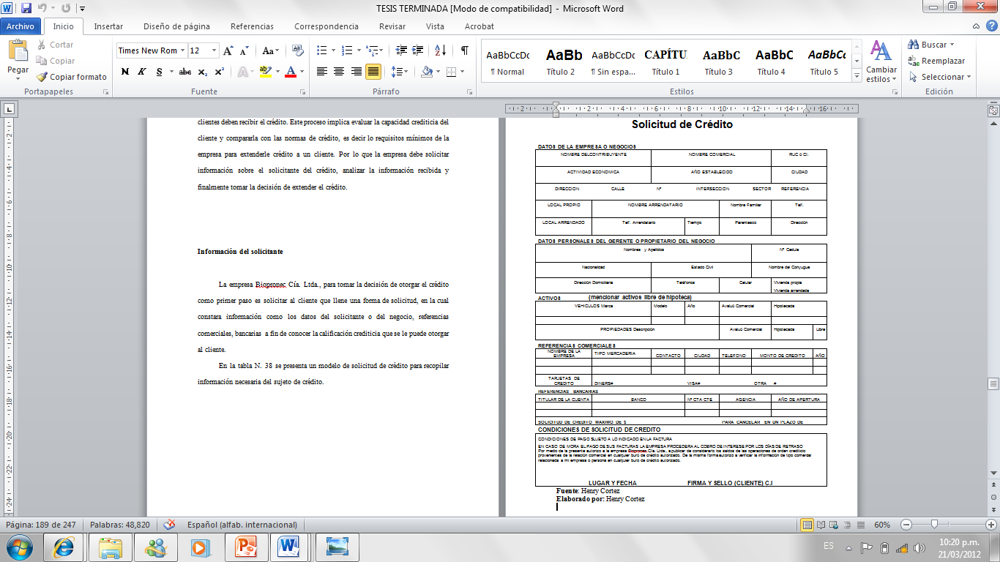 TESIS TERMINADA [Modo de compatibilidad] - Microsoft Word
Archivo Inicio Insertar Diseño de página Referencias Correspondencia Revisar Vista Acrobat
Pegar
Cortar
Copiar
Copiar formato
Portapapeles
Times New Rom 12
Fuente
Párrafo
AaBbCcDc AaBb AaBbCcDc CAPÍTU AaBbC AaBbC AaBbCc
¶ Normal Título 2 ¶ Sin espa... Título 1 Título 3 Título 4 Título 5
Estilos
Cambiar estilos
Buscar
Reemplazar
Seleccionar
Edición
clientes deben recibir el crédito. Este proceso implica evaluar la capacidad crediticia del
cliente y compararla con las normas de crédito, es decir lo requisitos mínimos de la
empresa para extenderle crédito a un cliente. Por lo que la empresa debe solicitar
información sobre el solicitante del crédito, analizar la información recibida y
finalmente tomar la decisión de extender el crédito.
Información del solicitante
La empresa Biopronec Cía. Ltda., para tomar la decisión de otorgar el crédito
como primer paso es solicitar al cliente que llene una forma de solicitud, en la cual
constara información como los datos del solicitante o del negocio, referencias
comerciales, bancarias a fin de conocer la calificación crediticia que se le puede otorgar
al cliente.
En la tabla N. 38 se presenta un modelo de solicitud de crédito para recopilar
información necesaria del sujeto de crédito.
Solicitud de Crédito
DATOS DE LA EMPRESA O NEGOCIOS
NOMBRE DELCONTRIBUYENTE NOMBRE COMERCIAL RUC ó CI:
ACTIVIDAD ECONOMICA AÑO ESTABLECIDO CIUDAD
DIRECCION CALLE Nº INTERSECCION SECTOR REFERENCIA
LOCAL PROPIO NOMBRE ARRENDATARIO Nombre Familiar Telf.
LOCAL ARRENDADO Telf. Arrendatario Tiempo Parentesco Dirección
DATOS PERSONALES DEL GERENTE O PROPIETARIO DEL NEGOCIO
Nombres y Apellidos Nº Cedula
Nacionalidad Estado Civil Nombre del Conyugue
Dirección Domiciliaria Teléfonos Celular Vivienda propia
Vivienda arrendada
ACTIVOS (mencionar activos libre de hipoteca)
VEHICULOS Marca Modelo Año Avaluó Comercial Hipotecada
PROPIEDADES Descripción Avaluó Comercial Hipotecada Libre
REFERENCIAS COMERCIALES
NOMBRE DE LA EMPRESA TIPO MERCADERIA CONTACTO CIUDAD TELEFONO MONTO DE CREDITO AÑO
TARJETAS DE CREDITO DINERS# VISA# OTRA #
REFERENCIAS BANCARIAS
TITULAR DE LA CUENTA BANCO Nº CTA CTE AGENCIA AÑO DE APERTURA
SOLICITUD DE CREDITO MAXIMO DE $ PARA CANCELAR EN UN PLAZO DE
CONDICIONES DE SOLICITUD DE CREDITO
CONDICIONES DE PAGO SUJETO A LO INDICADO EN LA FACTURA
EN CASO DE MORA EL PAGO DE SUS FACTURAS LA EMPRESA PROCEDERA AL COBRO DE INTERESE POR LOS DÍAS DE RETRASO
Por medio de la presente autorizo a la empresa Biopronec Cía. Ltda., a publicar de considerarlo los saldos de las operaciones de orden crediticio
provenientes de la relación comercial en cualquier buró de crédito autorizado. De la misma forma autorizo a verificar la información de tipo comercial
relacionada a mi empresa o persona en cualquier buro de crédito autorizado.
LUGAR Y FECHA FIRMA Y SELLO (CLIENTE) C.I
Fuente: Henry Cortez
Elaborado por: Henry Cortez
Página: 189 de 247 Palabras: 48,820 Español (alfab. internacional) 60%
ES 10:20 p.m.
21/03/2012